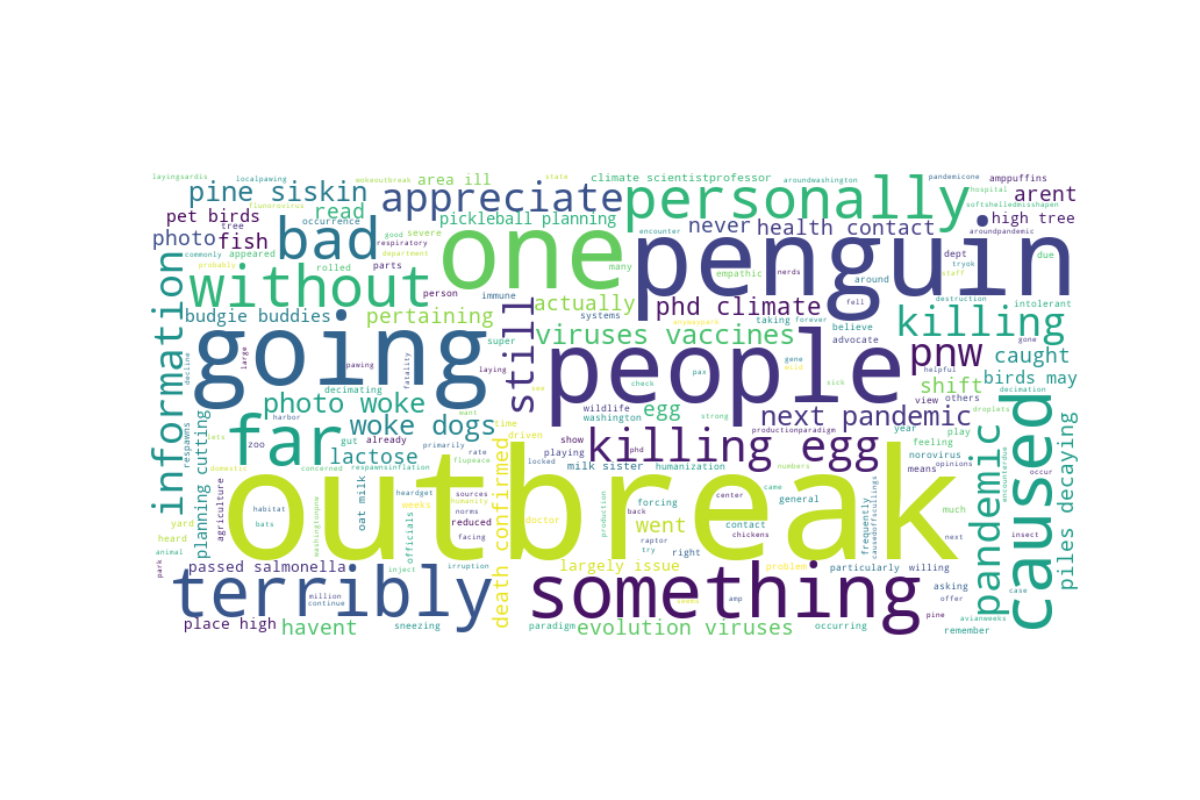 layingsardis localpawing wokeoutbreak area ill state climate scientistprofessor aroundwashington pandemicone amppuffins
pine siskin flunorovirus appreciate personally hospital arent
pet birds tree occurrence read pickleball planning encounter never health contact softshelledmisshapen high tree
photo fish bad good severe one penguin aroundpandemic
commonly appeared respiratory department many empathic nerds dept tryok staff due
probably rolled parts
information without person immune actually phd climate around fell destruction intolerant
budgie buddies pertaining systems taking forever believe killing
going still super viruses vaccines anyonepark advocate gone pnw caught
decline large pawing fatality laying people gene wild helpful birds may
decimating see check pax sick shift decimation
photo woke want egg wildlife strong view others droplets
respawns harbor woke dogs time washington next pandemic year
planning cutting lets far already driven show productionparadigm feeling play
zoo gut primarily playing killing egg norovirus
lactose rate locked phd means opinions
domestic concerned respawnsinflation flupeace milk sister humanization numbers occur
outbreak
agriculture habitat bats washingtonpnw oat milk heardget sources humanity death confirmed production forcing center came general frequently much pandemic encounterdue caused piles decaying
yard officials weeks norms doctor back contact causedoffscullings insect
heard reduced went raptor chickens next
animal facing try right
park passed salmonella inject irruption largely issue problem particularly willing case
terribly something seems amp asking
million continue offer
place high havent sneezing paradigm evolution viruses occurring pine avianweeks remember